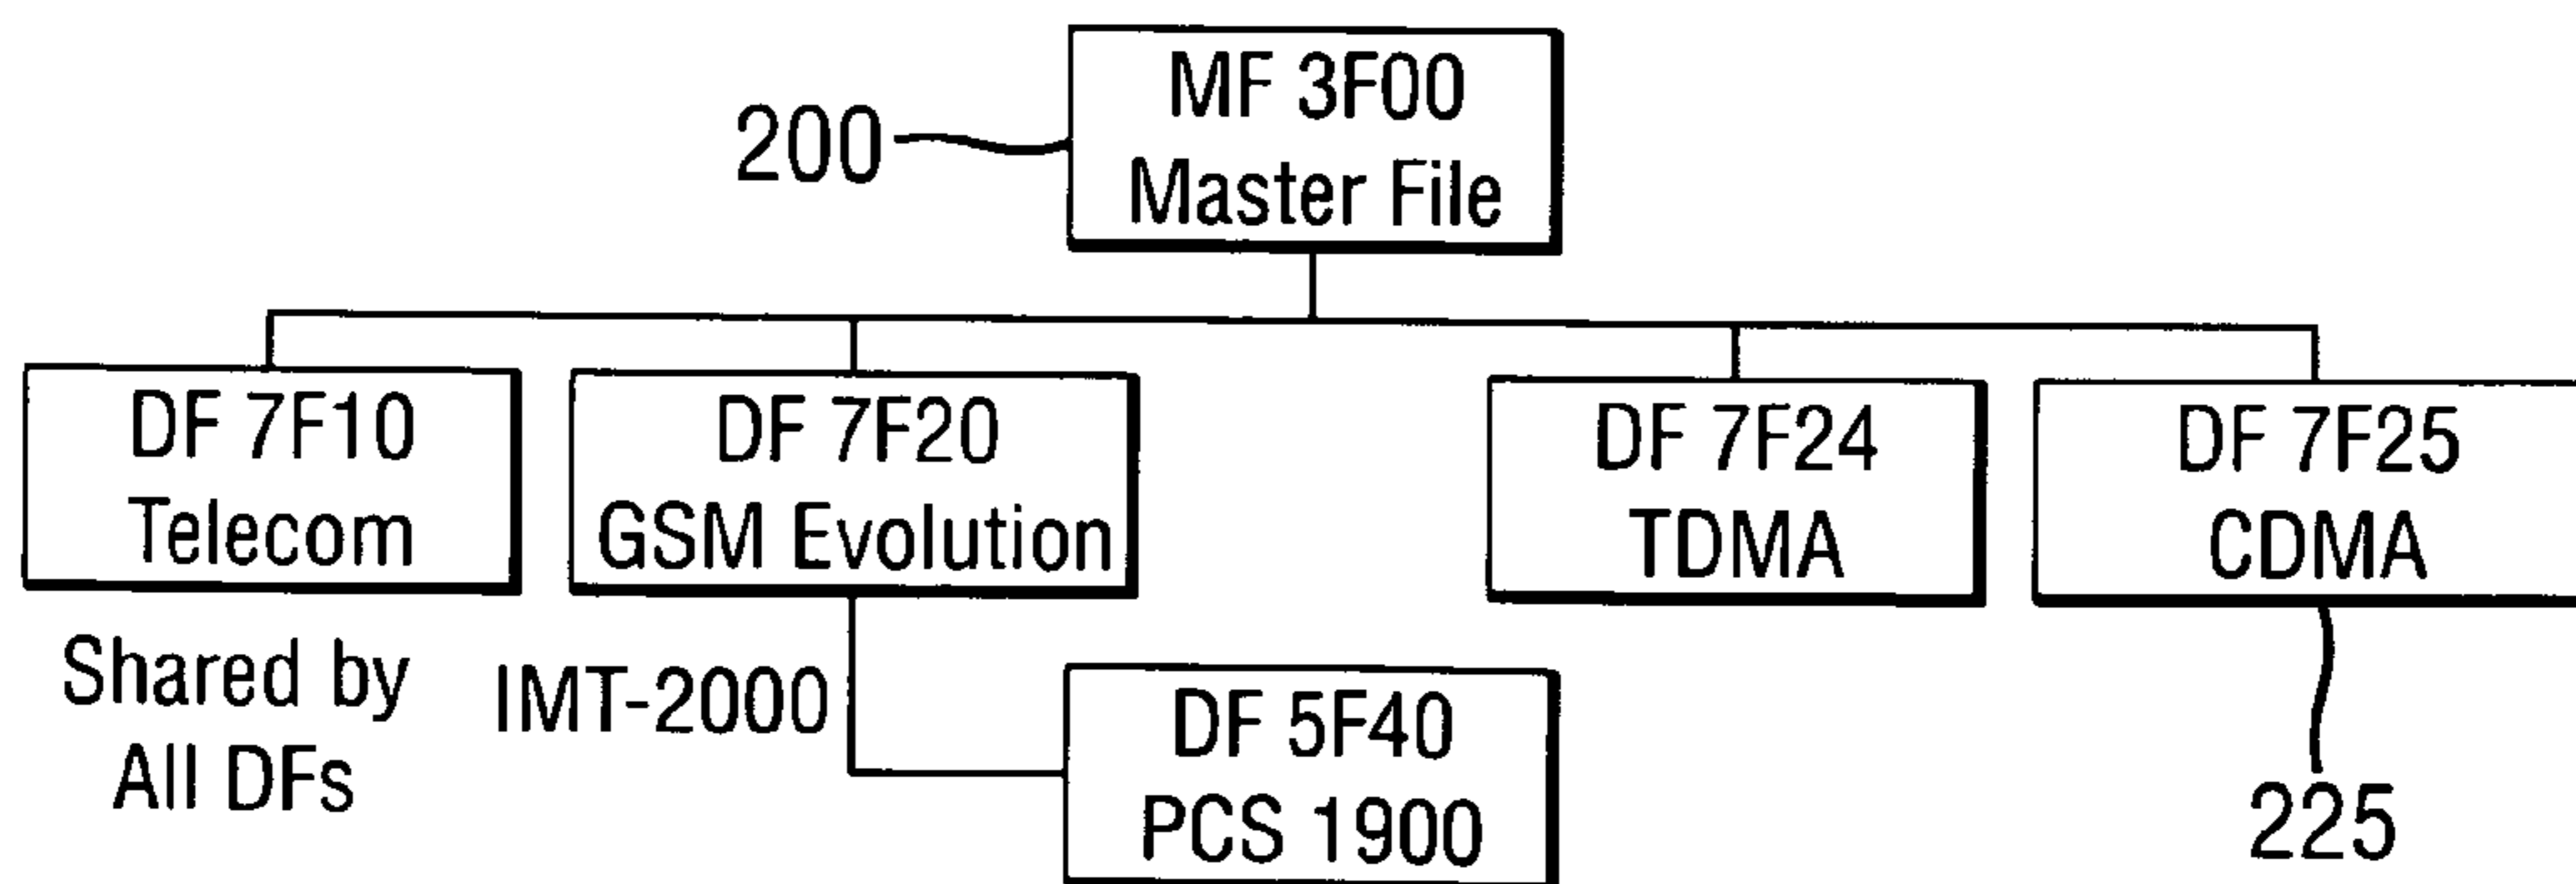 MF 3F00
Master File
200
DF 7F10
Telecom
DF 7F20
GSM Evolution
DF 7F24
TDMA
DF 7F25
CDMA
Shared by
All DFs
IMT-2000
DF 5F40
PCS 1900
225